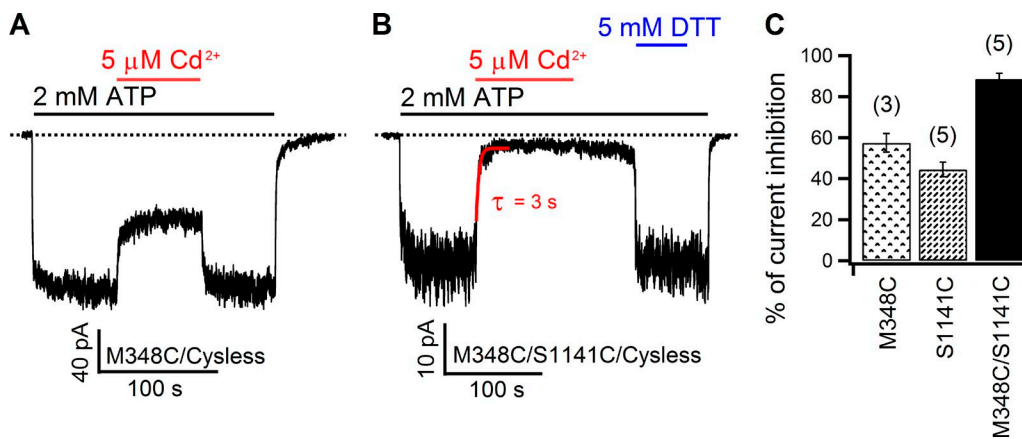 A
5 μM Cd²⁺
2 mM ATP
40 pA
M348C/Cysless
100 s
B
5 mM DTT
5 μM Cd²⁺
2 mM ATP
τ = 3 s
10 pA
M348C/S1141C/Cysless
100 s
C
% of current inhibition
100
80
60
40
20
0
(3)
(5)
(5)
M348C
S1141C
M348C/S1141C